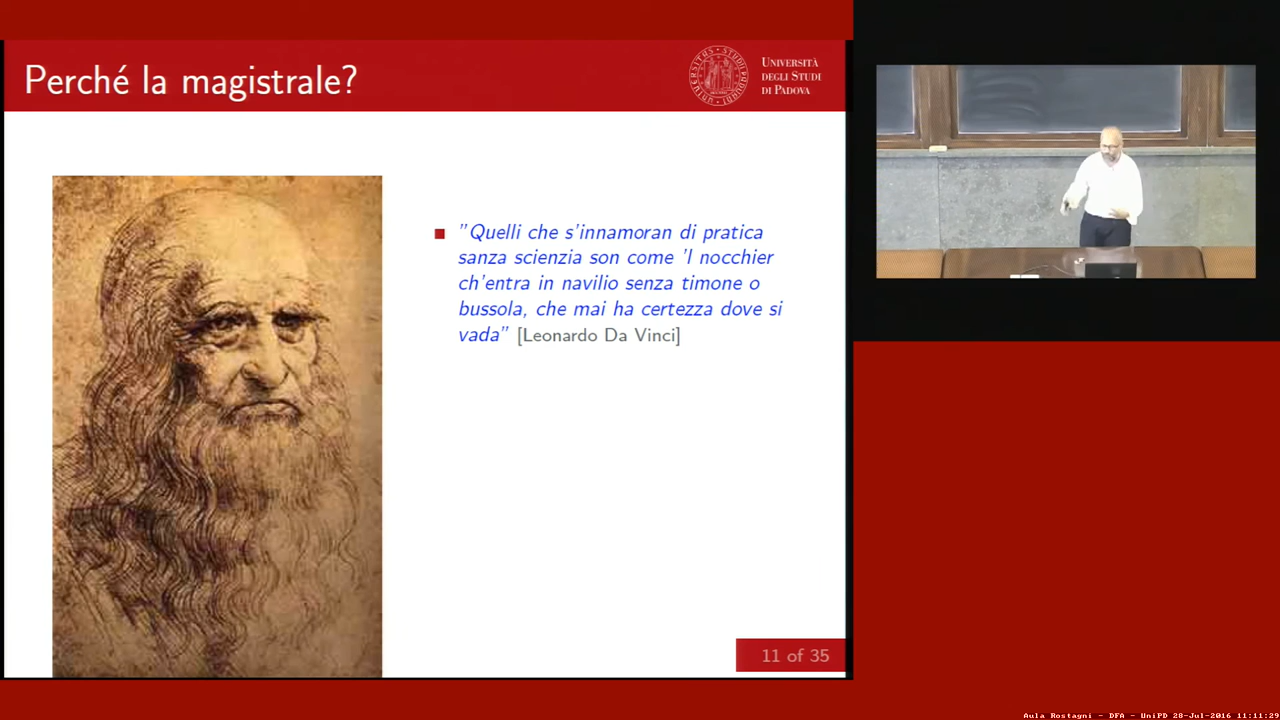 Perché la magistrale?
UNIVERSITÀ
DEGLI STUDI
DI PADOVA
"Quelli che s'innamoran di pratica
sanza scienzia son come 'l nocchier
ch'entra in navilio senza timone o
bussola, che mai ha certezza dove si
vada" [Leonardo Da Vinci]
11 of 35
Aula Rostagni - DFA - UniPD 28-Jul-2016 11:11:29